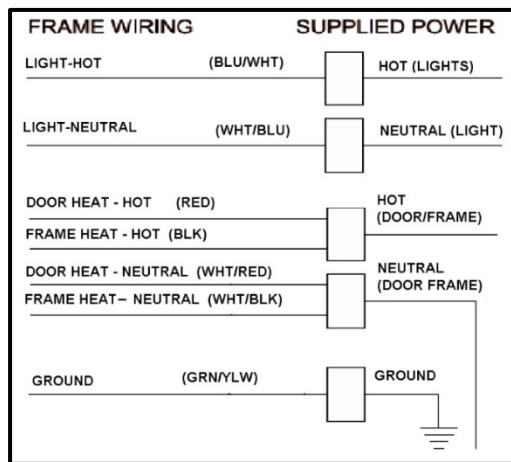 FRAME WIRING SUPPLIED POWER
LIGHT-HOT (BLU/WHT) HOT (LIGHTS)
LIGHT-NEUTRAL (WHT/BLU) NEUTRAL (LIGHT)
DOOR HEAT - HOT (RED) HOT
(DOOR/FRAME)
FRAME HEAT - HOT (BLK)
DOOR HEAT - NEUTRAL (WHT/RED) NEUTRAL
(DOOR FRAME)
FRAME HEAT– NEUTRAL (WHT/BLK)
GROUND (GRN/YLW) GROUND